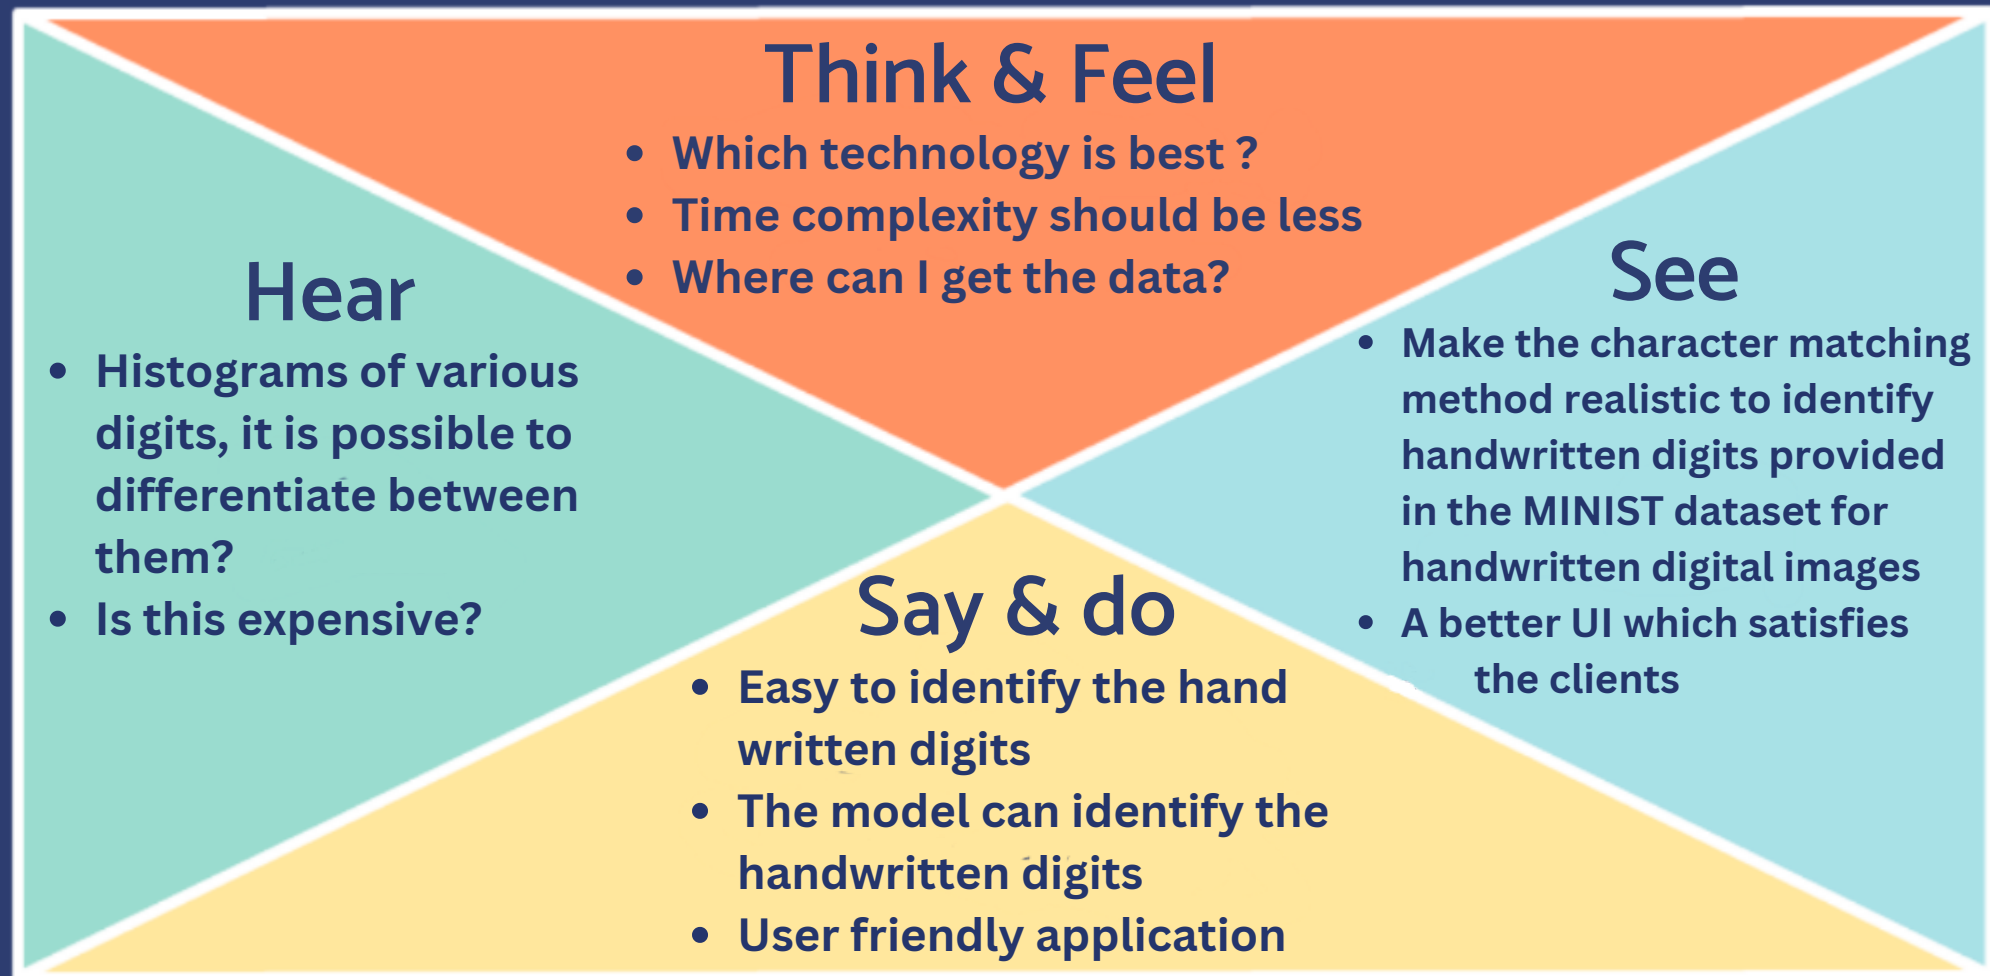 Think & Feel
• Which technology is best ?
• Time complexity should be less
• Where can I get the data?
Hear
• Histograms of various
digits, it is possible to
differentiate between
them?
• Is this expensive?
See
• Make the character matching
method realistic to identify
handwritten digits provided
in the MINIST dataset for
handwritten digital images
• A better UI which satisfies
the clients
Say & do
• Easy to identify the hand
written digits
• The model can identify the
handwritten digits
• User friendly application